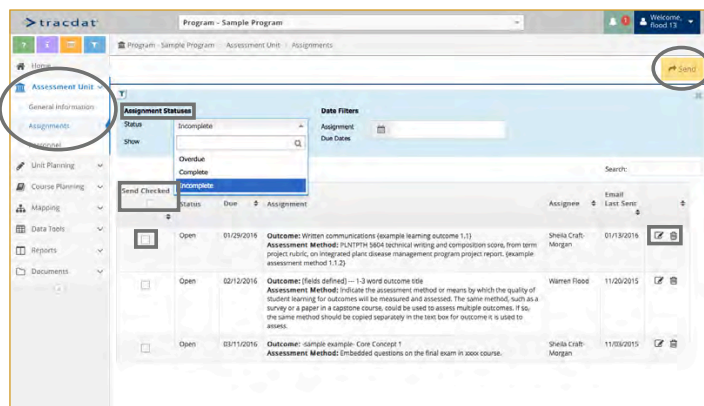 tracdat
Program - Sample Program
Welcome,
flood 13
Program - Sample Program Assessment Unit Assignments
Home
Send
Assessment Unit
General Information
Assignments
Personnel
Unit Planning
Course Planning
Mapping
Data Tools
Reports
Documents
Assignment Statuses
Date Filters
Status
Incomplete
Assignment
Due Dates
Show
Overdue
Complete
Incomplete
Search:
Send Checked
Status
Due
Assignment
Assignee
Email
Last Sent
Open
01/29/2016
Outcome: Written communications {example learning outcome 1.1}
Assessment Method: PLNTPTH 5604 technical writing and composition score, from term
project rubric, on integrated plant disease management program project report. {example
assessment method 1.1.2}
Sheila Craft-
Morgan
01/13/2016
Open
02/12/2016
Outcome: [fields defined] --- 1-3 word outcome title
Assessment Method: Indicate the assessment method or means by which the quality of
student learning for outcomes will be measured and assessed. The same method, such as a
survey or a paper in a capstone course, could be used to assess multiple outcomes. If so,
the same method should be copied separately in the text box for outcome it is used to
assess.
Warren Flood
11/20/2015
Open
03/11/2016
Outcome: -sample example- Core Concept 1
Assessment Method: Embedded questions on the final exam in xxxx course.
Sheila Craft-
Morgan
11/03/2015